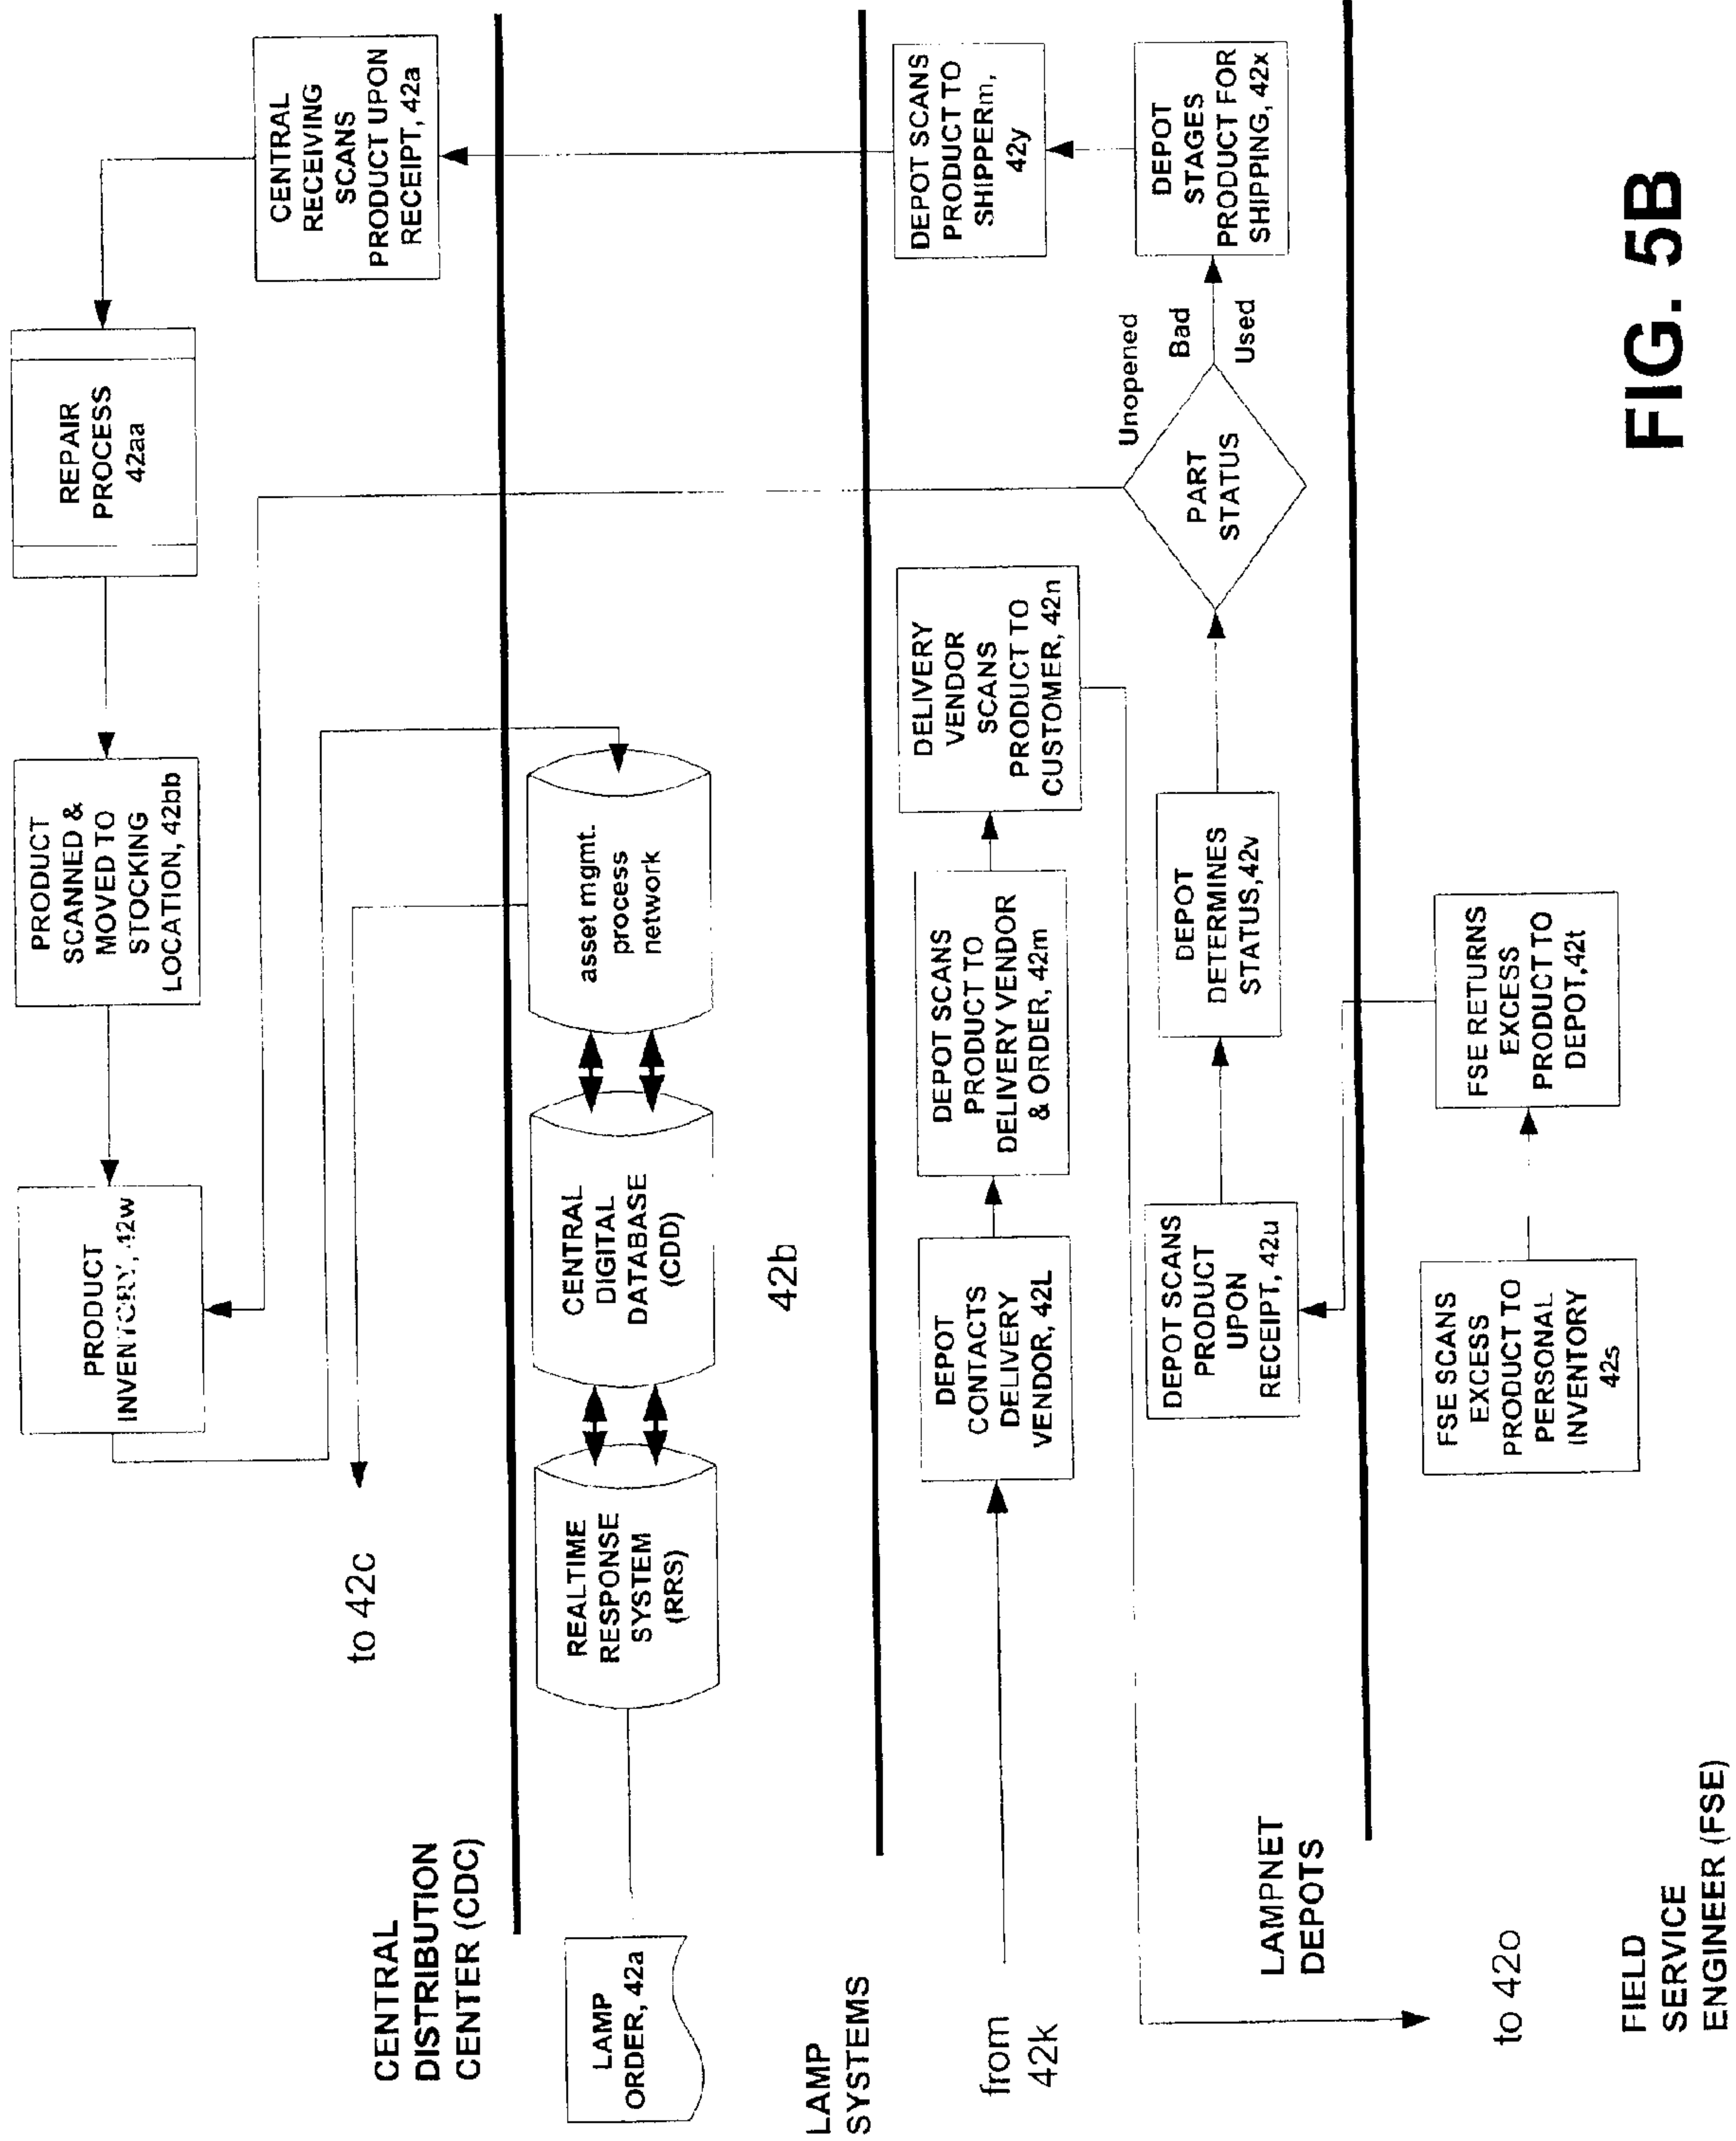 CENTRAL
DISTRIBUTION
CENTER (CDC)
to 42c
PRODUCT
INVENTORY, 42w
PRODUCT
SCANNED &
MOVED TO
STOCKING
LOCATION, 42bb
REPAIR
PROCESS
42aa
CENTRAL
RECEIVING
SCANS
PRODUCT UPON
RECEIPT, 42a
LAMP
ORDER, 42a
REALTIME
RESPONSE
SYSTEM
(RRS)
CENTRAL
DIGITAL
DATABASE
(CDD)
asset mgmt.
process
network
42b
LAMP
SYSTEMS
from
42k
DEPOT
CONTACTS
DELIVERY
VENDOR, 42L
DEPOT SCANS
PRODUCT TO
DELIVERY VENDOR
& ORDER, 42m
DELIVERY
VENDOR
SCANS
PRODUCT TO
CUSTOMER, 42n
DEPOT SCANS
PRODUCT TO
SHIPPERm,
42y
DEPOT SCANS
PRODUCT
UPON
RECEIPT, 42u
DEPOT
DETERMINES
STATUS,42v
PART
STATUS
Unopened
Bad
Used
DEPOT
STAGES
PRODUCT FOR
SHIPPING, 42x
LAMPNET
DEPOTS
to 42o
FSE SCANS
EXCESS
PRODUCT TO
PERSONAL
INVENTORY
42s
FSE RETURNS
EXCESS
PRODUCT TO
DEPOT,42t
FIELD
SERVICE
ENGINEER (FSE)
FIG. 5B